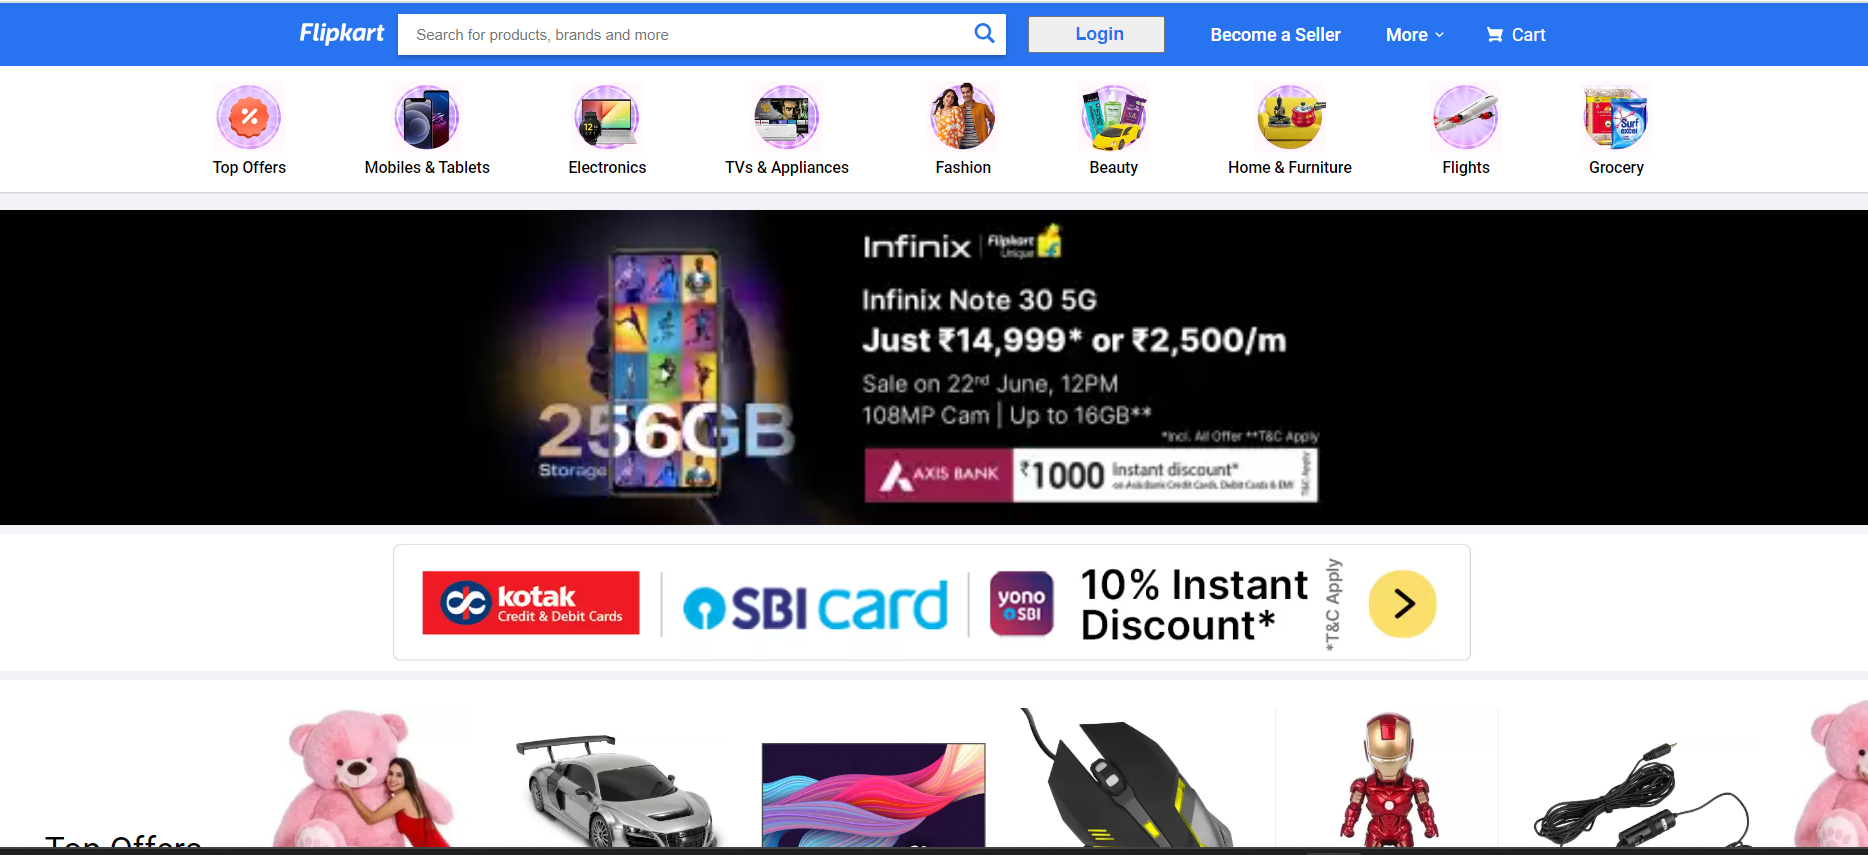 Flipkart
Search for products, brands and more
Login
Become a Seller
More
Cart
Top Offers
Mobiles & Tablets
Electronics
TVs & Appliances
Fashion
Beauty
Home & Furniture
Flights
Grocery
Surf
excel
12
Infinix | Flipkart
Unique
Infinix Note 30 5G
Just ₹14,999* or ₹2,500/m
Sale on 22nd June, 12PM
108MP Cam | Up to 16GB**
*Incl. All Offer **T&C Apply
256GB
Storage
AXIS BANK
₹1000 Instant discount*
on Axis Bank Credit Cards, Debit Cards & EMI
T&C Apply
kotak
Credit & Debit Cards
SBI card
yono
SBI
10% Instant
Discount*
*T&C Apply
Top Offers